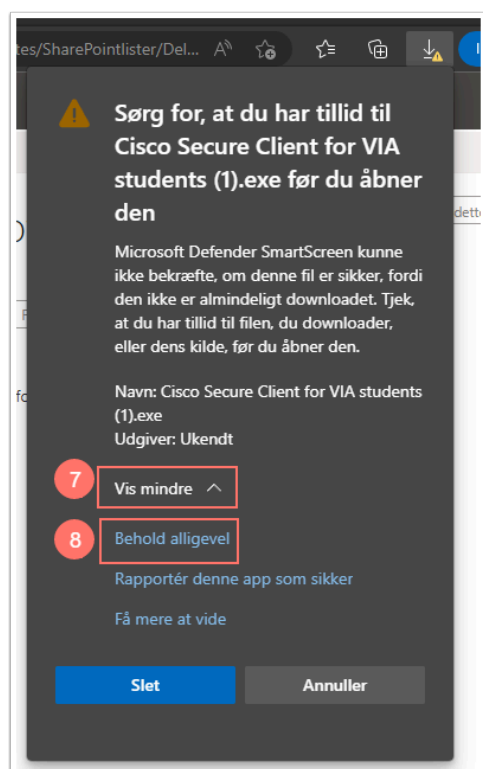 tes/SharePointlister/Del...
Sørg for, at du har tillid til
Cisco Secure Client for VIA
students (1).exe før du åbner
den
dette
Microsoft Defender SmartScreen kunne
ikke bekræfte, om denne fil er sikker, fordi
den ikke er almindeligt downloadet. Tjek,
at du har tillid til filen, du downloader,
eller dens kilde, før du åbner den.
Navn: Cisco Secure Client for VIA students
(1).exe
Udgiver: Ukendt
7 Vis mindre
8 Behold alligevel
Rapportér denne app som sikker
Få mere at vide
Slet Annuller